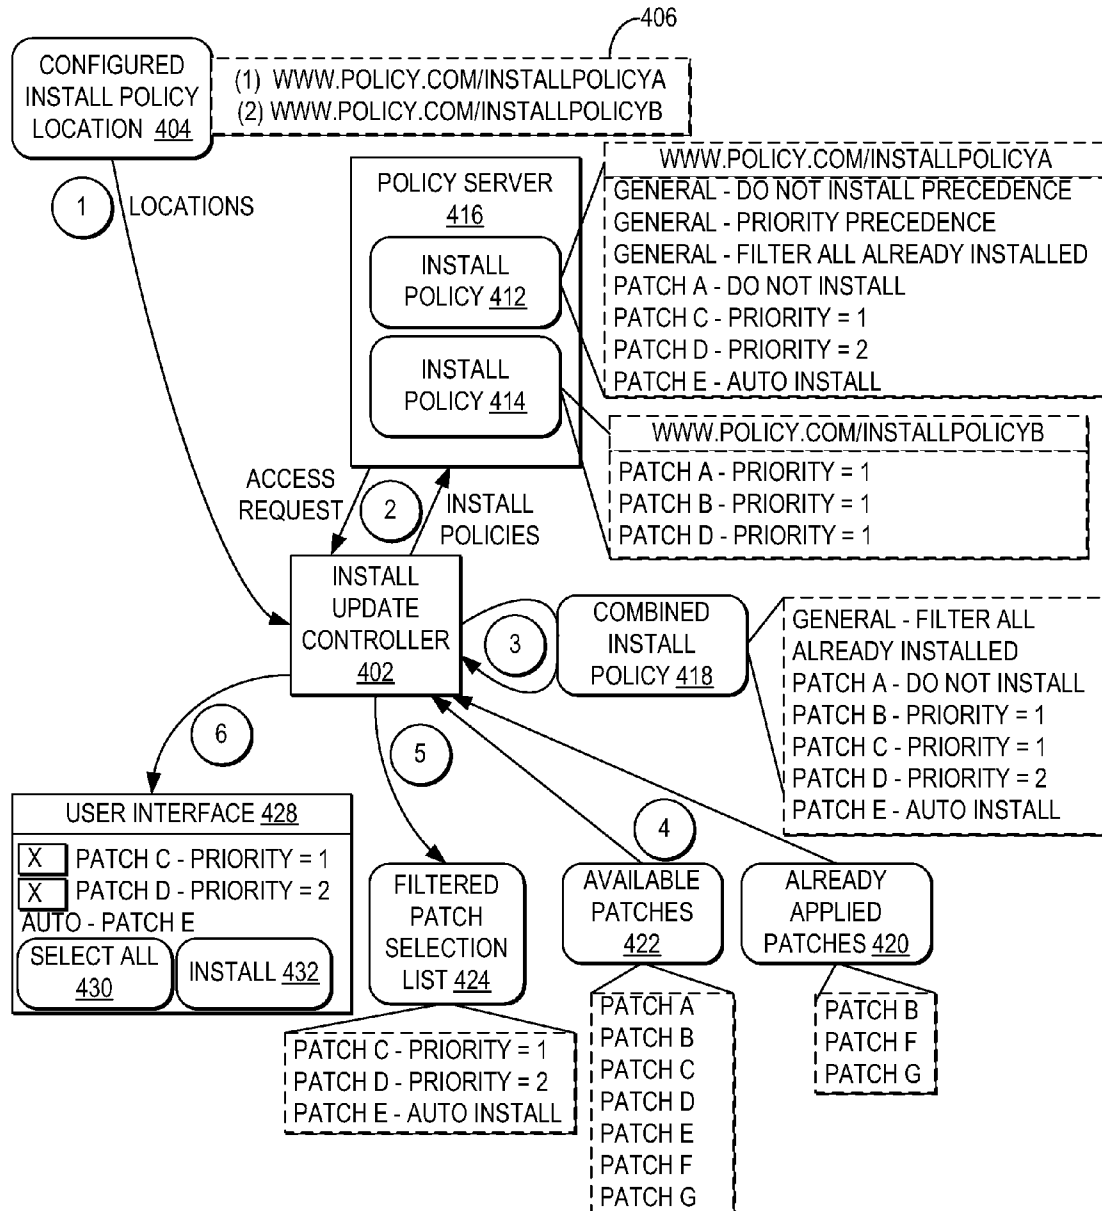 406
CONFIGURED
INSTALL POLICY
LOCATION 404
(1) WWW.POLICY.COM/INSTALLPOLICYA
(2) WWW.POLICY.COM/INSTALLPOLICYB
1
LOCATIONS
POLICY SERVER
416
INSTALL
POLICY 412
INSTALL
POLICY 414
WWW.POLICY.COM/INSTALLPOLICYA
GENERAL - DO NOT INSTALL PRECEDENCE
GENERAL - PRIORITY PRECEDENCE
GENERAL - FILTER ALL ALREADY INSTALLED
PATCH A - DO NOT INSTALL
PATCH C - PRIORITY = 1
PATCH D - PRIORITY = 2
PATCH E - AUTO INSTALL
WWW.POLICY.COM/INSTALLPOLICYB
PATCH A - PRIORITY = 1
PATCH B - PRIORITY = 1
PATCH D - PRIORITY = 1
ACCESS
REQUEST
2
INSTALL
POLICIES
INSTALL
UPDATE
CONTROLLER
402
3
COMBINED
INSTALL
POLICY 418
GENERAL - FILTER ALL
ALREADY INSTALLED
PATCH A - DO NOT INSTALL
PATCH B - PRIORITY = 1
PATCH C - PRIORITY = 1
PATCH D - PRIORITY = 2
PATCH E - AUTO INSTALL
6
5
4
USER INTERFACE 428
X PATCH C - PRIORITY = 1
X PATCH D - PRIORITY = 2
AUTO - PATCH E
SELECT ALL
430
INSTALL 432
FILTERED
PATCH
SELECTION
LIST 424
PATCH C - PRIORITY = 1
PATCH D - PRIORITY = 2
PATCH E - AUTO INSTALL
AVAILABLE
PATCHES
422
PATCH A
PATCH B
PATCH C
PATCH D
PATCH E
PATCH F
PATCH G
ALREADY
APPLIED
PATCHES 420
PATCH B
PATCH F
PATCH G